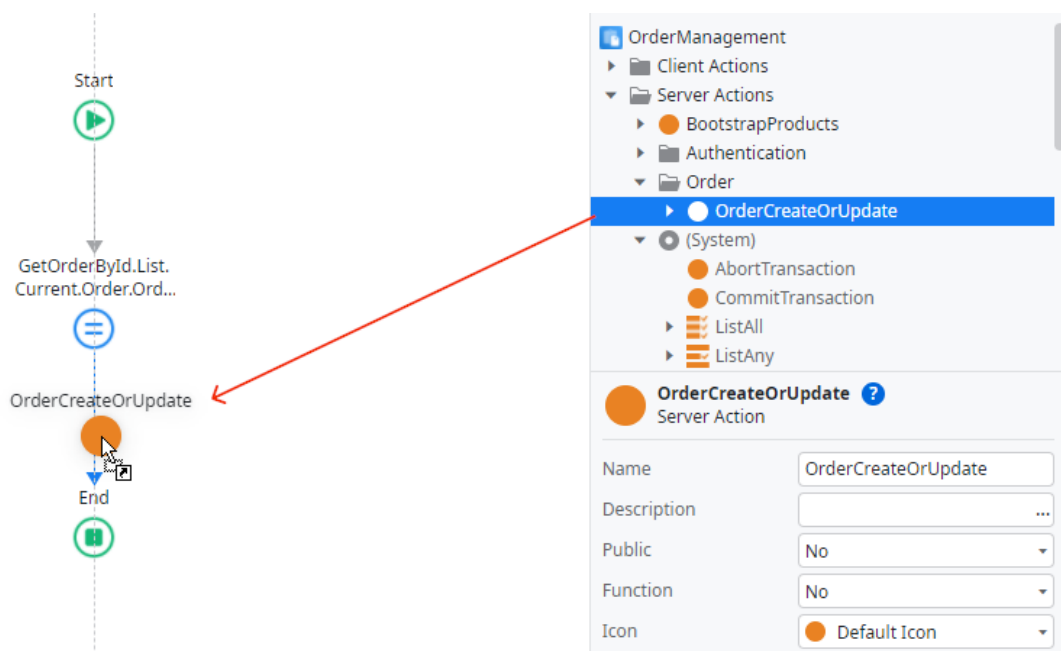 Start
GetOrderById.List.
Current.Order.Ord...
OrderCreateOrUpdate
End
OrderManagement
Client Actions
Server Actions
BootstrapProducts
Authentication
Order
OrderCreateOrUpdate
(System)
AbortTransaction
CommitTransaction
ListAll
ListAny
OrderCreateOrUpdate ?
Server Action
Name OrderCreateOrUpdate
Description ...
Public No
Function No
Icon Default Icon